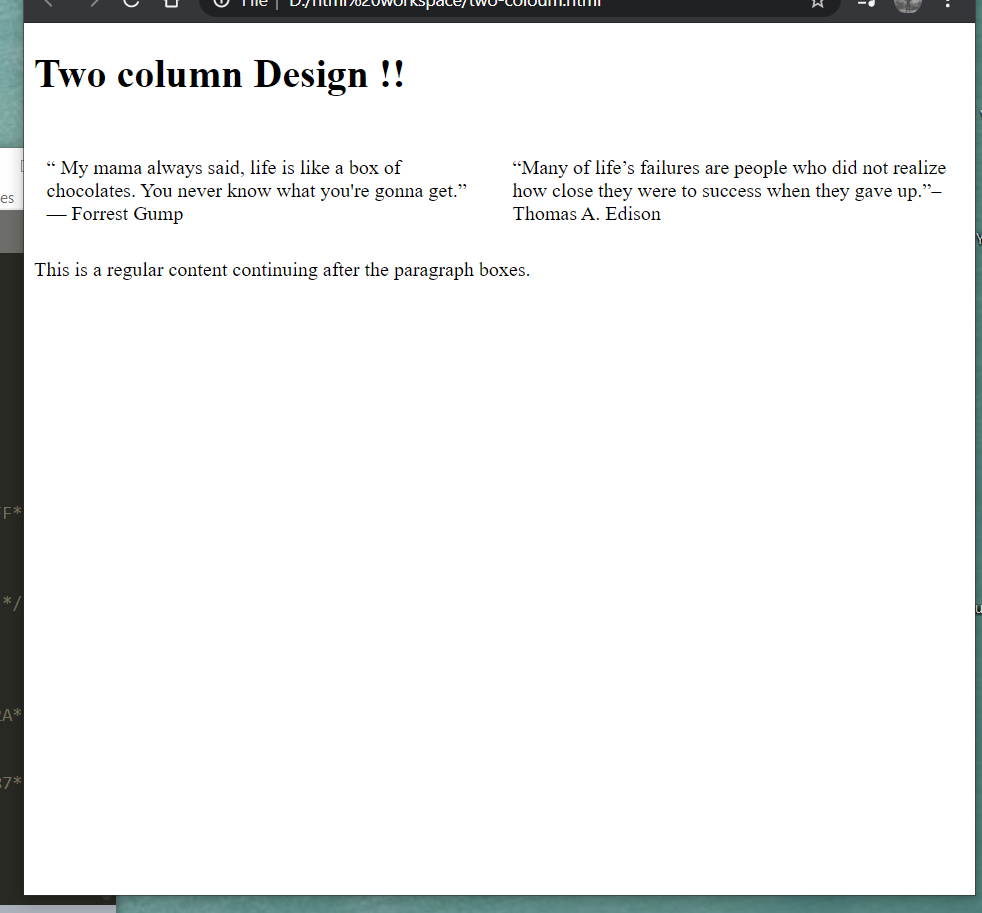 File | D:/html%20workspace/two-coloum.html
Two column Design !!
“ My mama always said, life is like a box of
chocolates. You never know what you're gonna get.”
— Forrest Gump
“Many of life’s failures are people who did not realize
how close they were to success when they gave up.”–
Thomas A. Edison
This is a regular content continuing after the paragraph boxes.
es
F*
*/
A*
37*